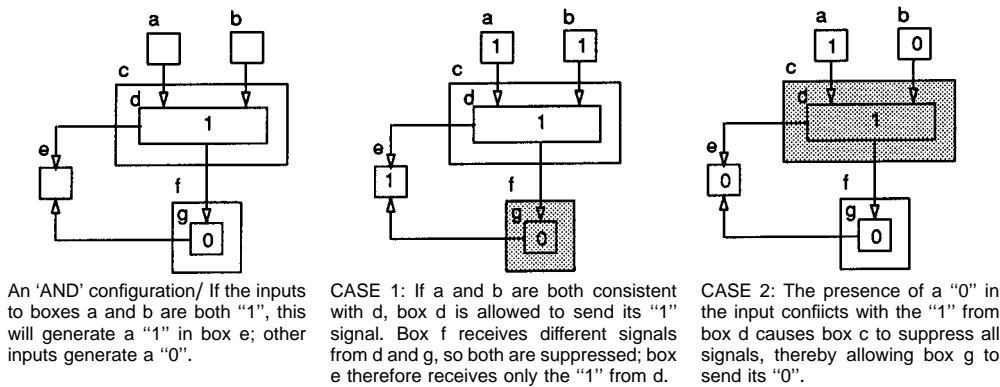 a b
c
d
1
e
f
g
0
An 'AND' configuration/ If the inputs
to boxes a and b are both "1", this
will generate a "1" in box e; other
inputs generate a "0".
a b
1 1
c
d
1
e
1
f
g
0
CASE 1: If a and b are both consistent
with d, box d is allowed to send its "1"
signal. Box f receives different signals
from d and g, so both are suppressed; box
e therefore receives only the "1" from d.
a b
1 0
c
d
1
e
0
f
g
0
CASE 2: The presence of a "0" in
the input conflicts with the "1" from
box d causes box c to suppress all
signals, thereby allowing box g to
send its "0".